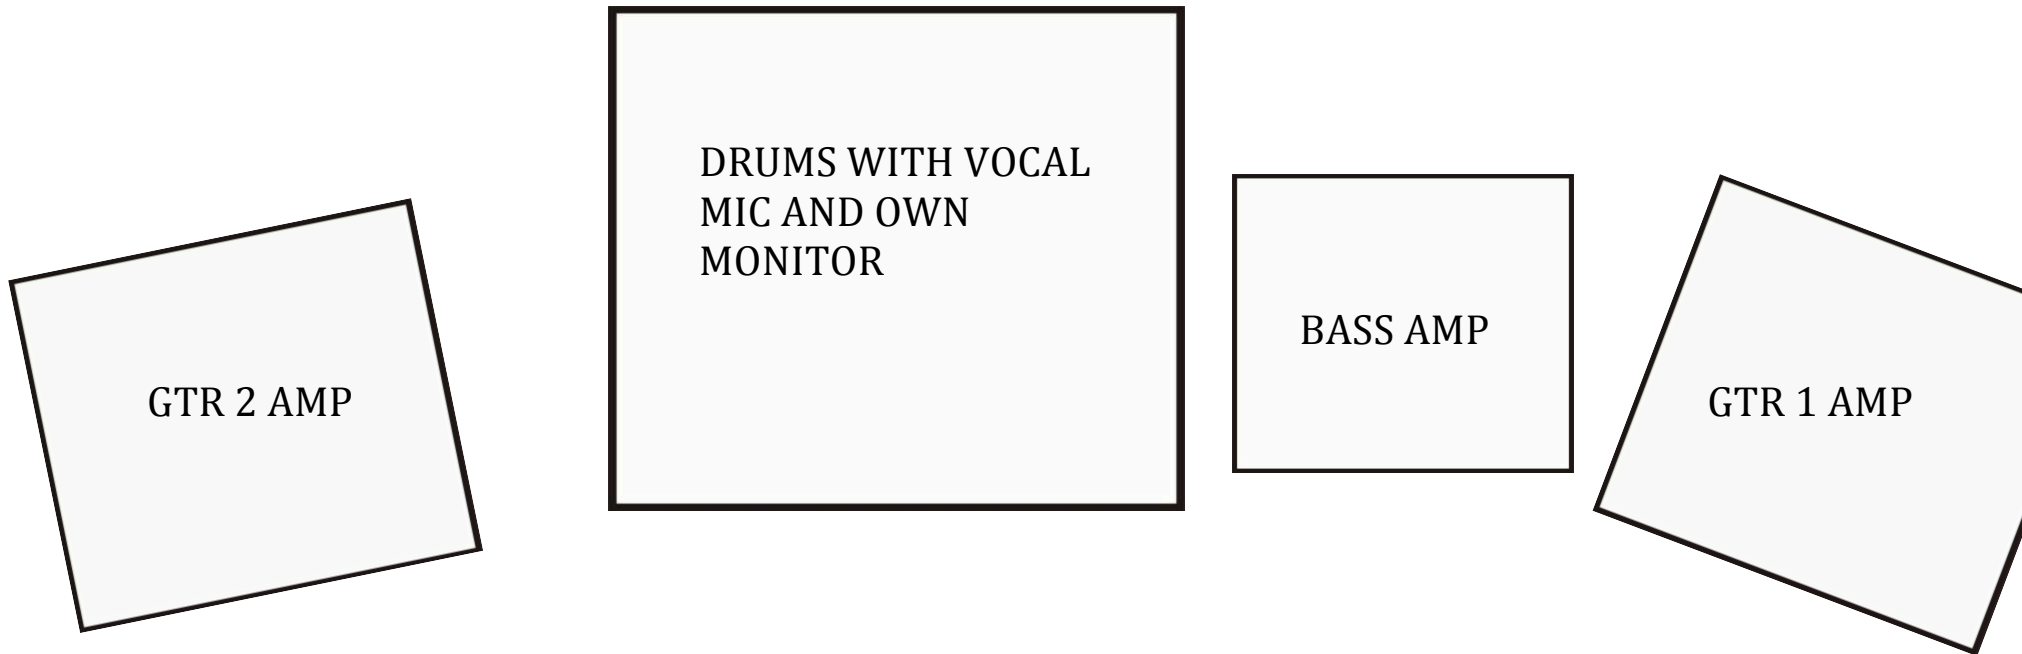 DRUMS WITH VOCAL
MIC AND OWN
MONITOR
BASS AMP
GTR 2 AMP
GTR 1 AMP